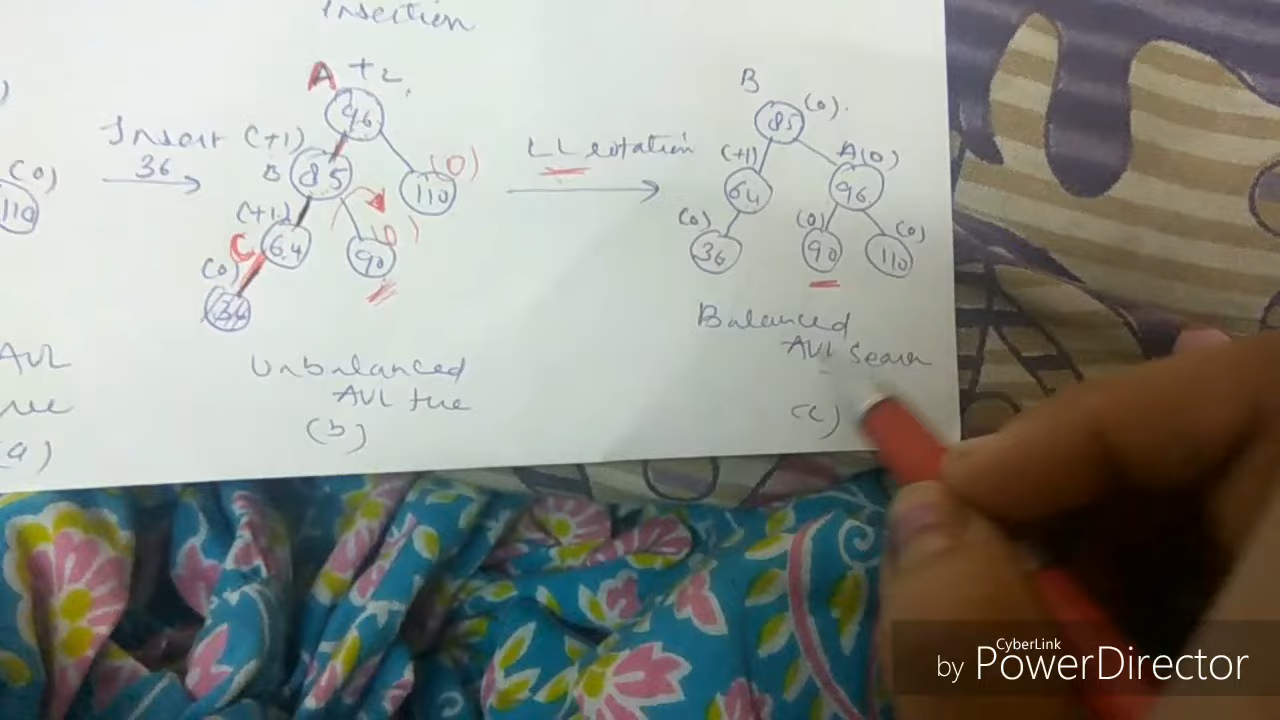 Insertion
A +2
96
Insert (+1)
36
B 85
110 (0)
(0)
110
(+1)
C 64
90 (0)
(0)
36
AVL
(a)
Unbalanced
AVL tree
(b)
LL rotation
B
85 (0)
(+1)
64
A(0)
96
(0)
36
(0)
90
(0)
110
Balanced
AVL Search
(c)
CyberLink
by PowerDirector